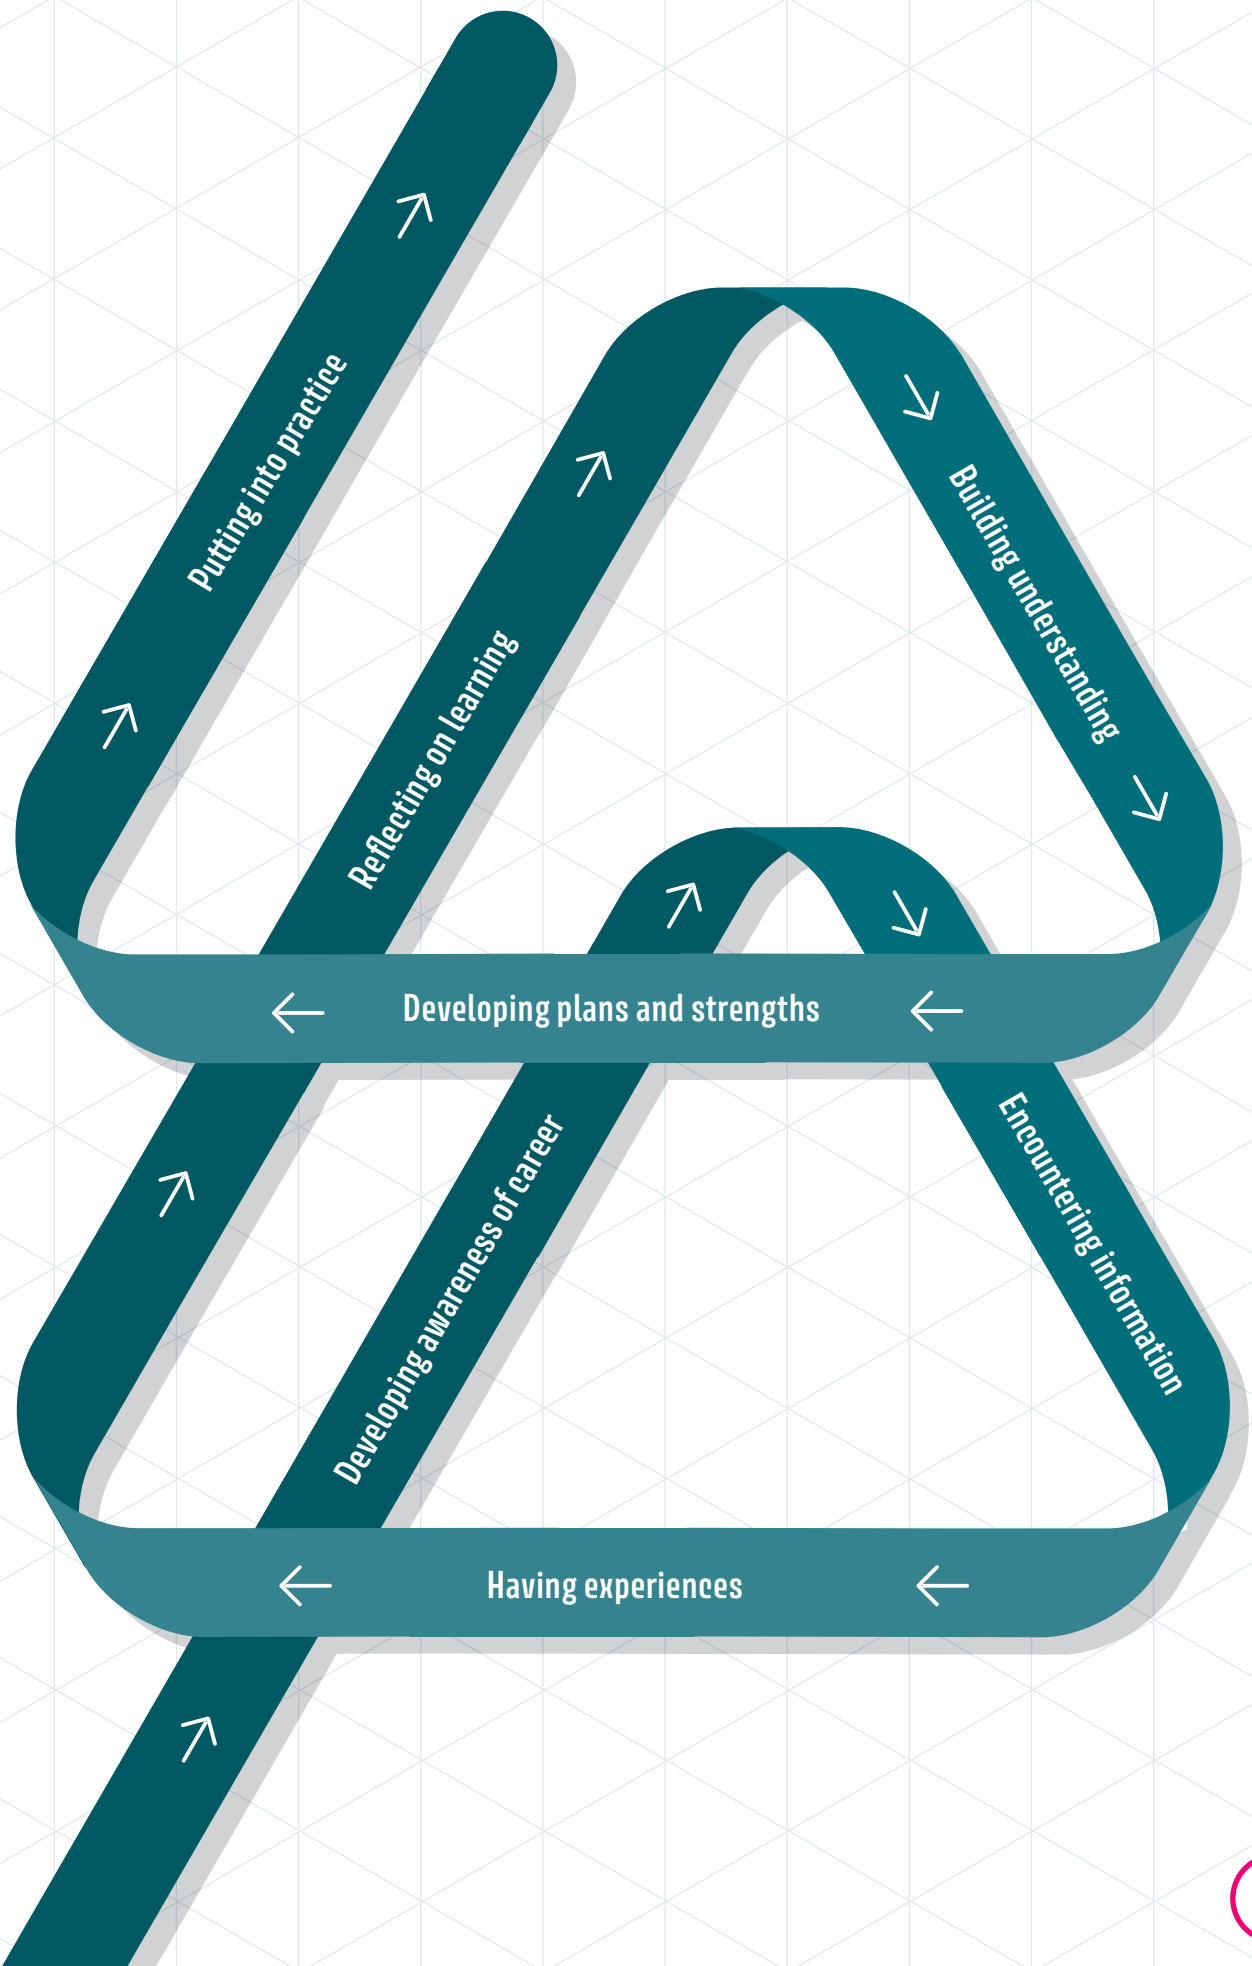 Putting into practice
Reflecting on learning
Building understanding
Developing plans and strengths
Developing awareness of career
Encountering information
Having experiences